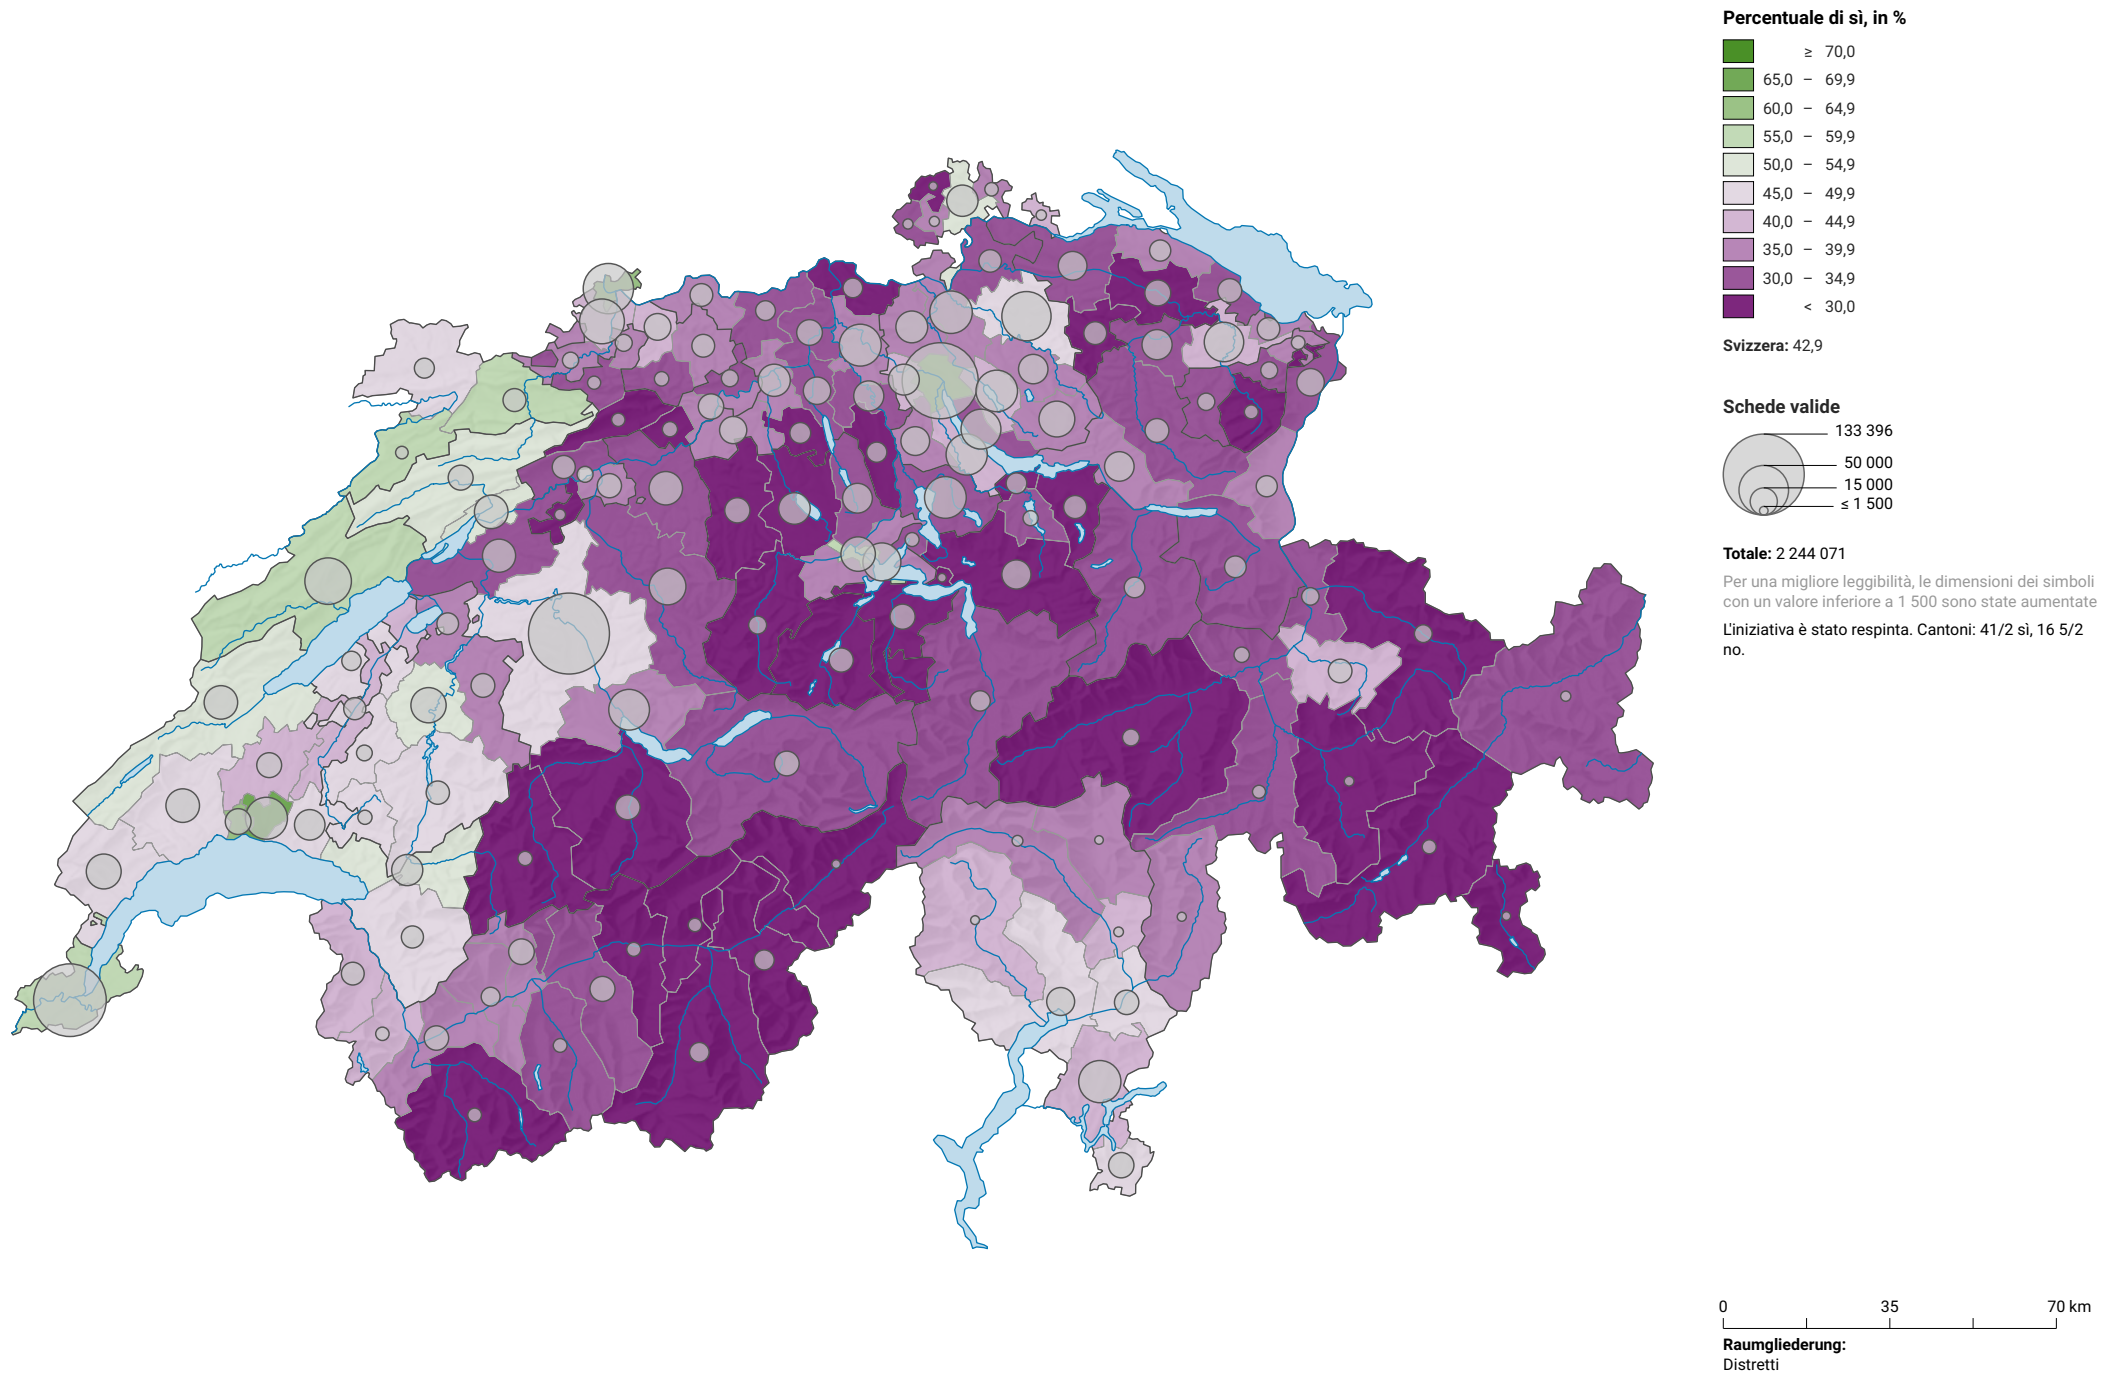 Percentuale di sì, in %
≥ 70,0
65,0 – 69,9
60,0 – 64,9
55,0 – 59,9
50,0 – 54,9
45,0 – 49,9
40,0 – 44,9
35,0 – 39,9
30,0 – 34,9
< 30,0
Svizzera: 42,9
Schede valide
133 396
50 000
15 000
≤ 1 500
Totale: 2 244 071
Per una migliore leggibilità, le dimensioni dei simboli
con un valore inferiore a 1 500 sono state aumentate
L'iniziativa è stato respinta. Cantoni: 41/2 sì, 16 5/2
no.
0 35 70 km
Raumgliederung:
Distretti